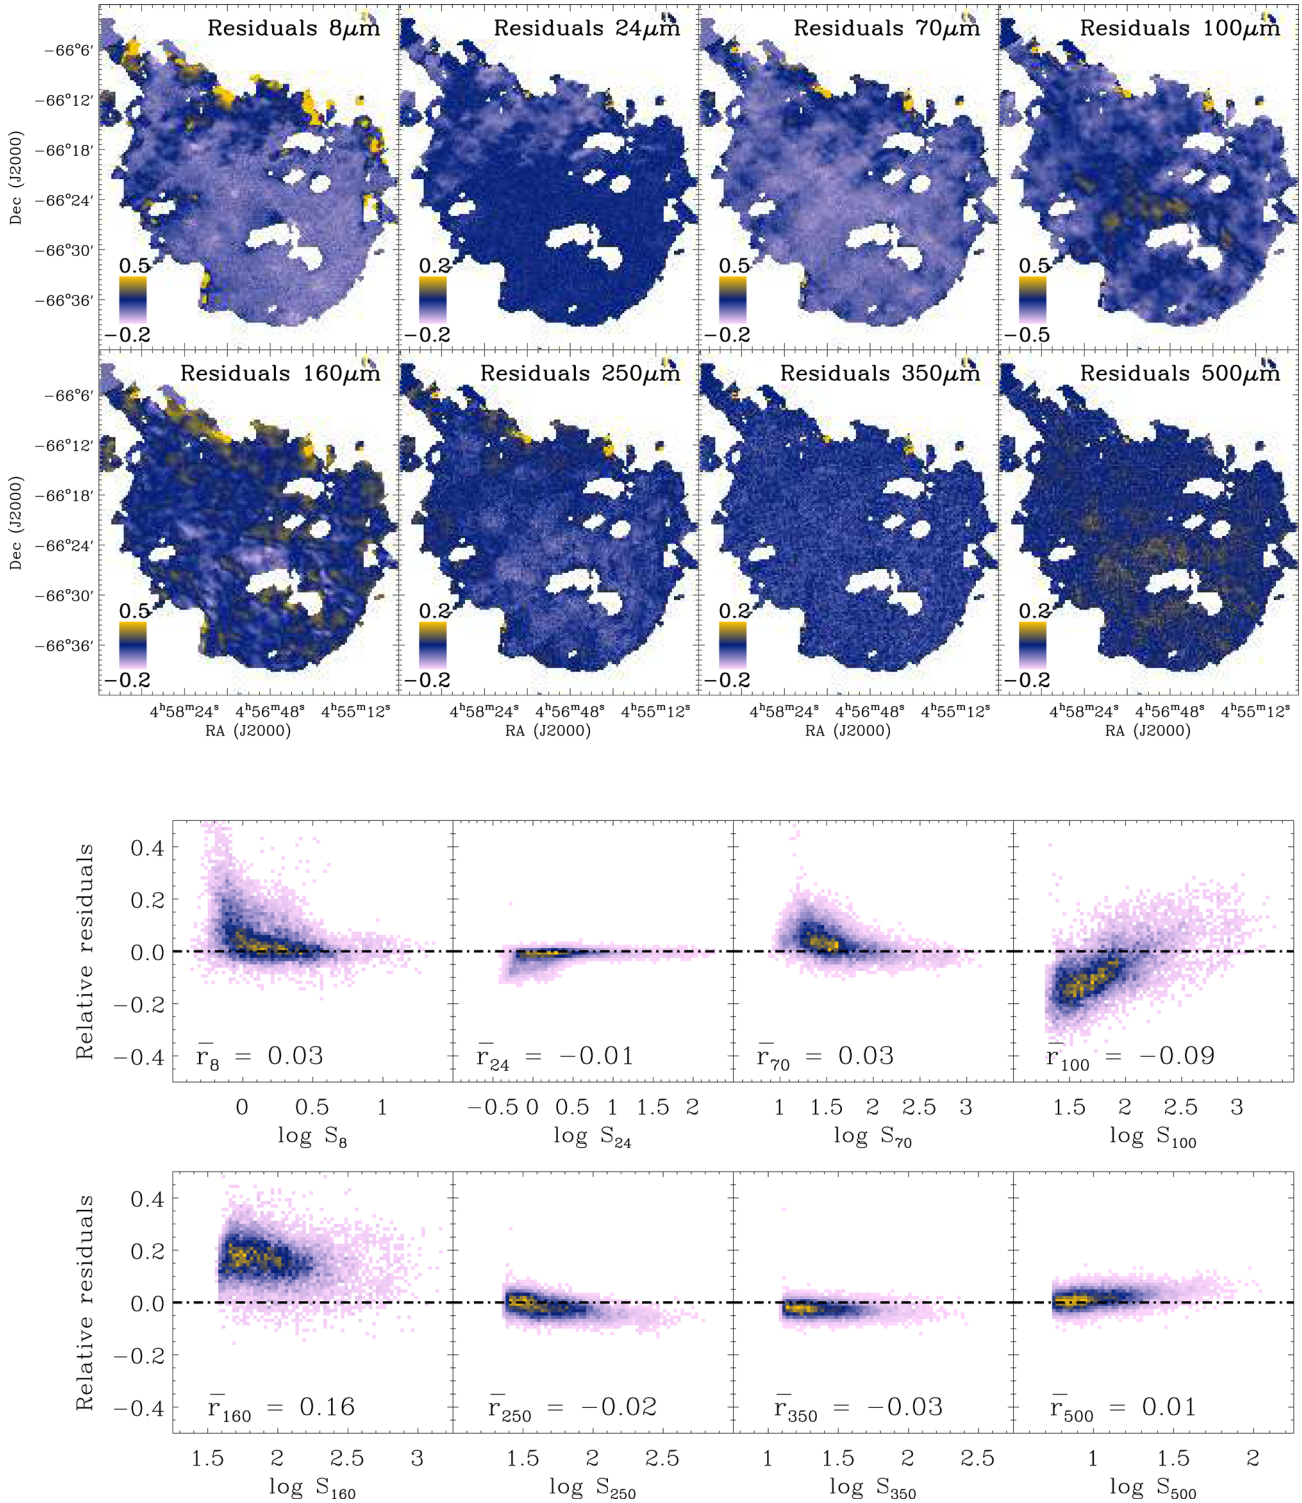 Residuals 8μm
Residuals 24μm
Residuals 70μm
Residuals 100μm
Dec (J2000)
−66°6′
−66°12′
−66°18′
−66°24′
−66°30′
−66°36′
0.5
−0.2
0.2
−0.2
0.5
−0.2
0.5
−0.5
Residuals 160μm
Residuals 250μm
Residuals 350μm
Residuals 500μm
Dec (J2000)
−66°6′
−66°12′
−66°18′
−66°24′
−66°30′
−66°36′
0.5
−0.2
0.2
−0.2
0.2
−0.2
0.2
−0.2
4ʰ58ᵐ24ˢ 4ʰ56ᵐ48ˢ 4ʰ55ᵐ12ˢ
4ʰ58ᵐ24ˢ 4ʰ56ᵐ48ˢ 4ʰ55ᵐ12ˢ
4ʰ58ᵐ24ˢ 4ʰ56ᵐ48ˢ 4ʰ55ᵐ12ˢ
4ʰ58ᵐ24ˢ 4ʰ56ᵐ48ˢ 4ʰ55ᵐ12ˢ
RA (J2000)
RA (J2000)
RA (J2000)
RA (J2000)
Relative residuals
0.4
0.2
0.0
−0.2
−0.4
r̄₈ = 0.03
r̄₂₄ = −0.01
r̄₇₀ = 0.03
r̄₁₀₀ = −0.09
0 0.5 1
−0.5 0 0.5 1 1.5 2
1 1.5 2 2.5 3
1.5 2 2.5 3
log S₈
log S₂₄
log S₇₀
log S₁₀₀
Relative residuals
0.4
0.2
0.0
−0.2
−0.4
r̄₁₆₀ = 0.16
r̄₂₅₀ = −0.02
r̄₃₅₀ = −0.03
r̄₅₀₀ = 0.01
1.5 2 2.5 3
1.5 2 2.5
1 1.5 2 2.5
1 1.5 2
log S₁₆₀
log S₂₅₀
log S₃₅₀
log S₅₀₀